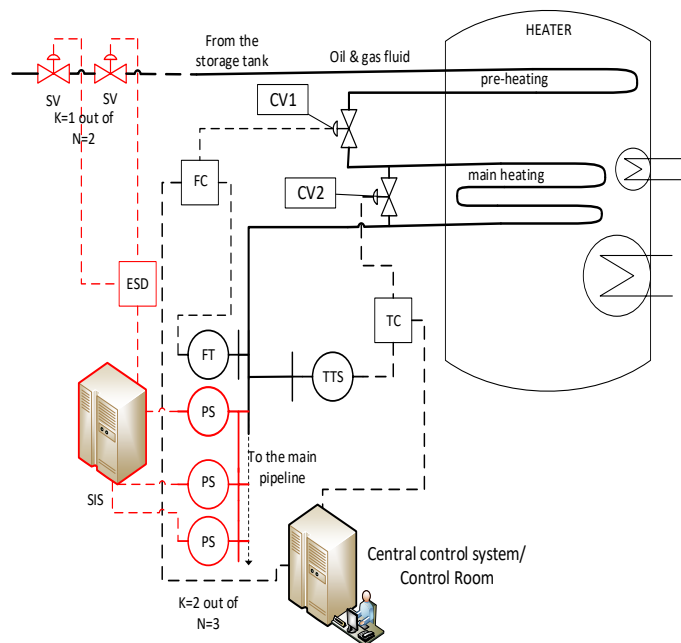 HEATER
From the
storage tank
Oil & gas fluid
pre-heating
SV
SV
K=1 out of
N=2
CV1
FC
CV2
main heating
ESD
TC
FT
TTS
PS
To the main
pipeline
PS
SIS
PS
Central control system/
Control Room
K=2 out of
N=3